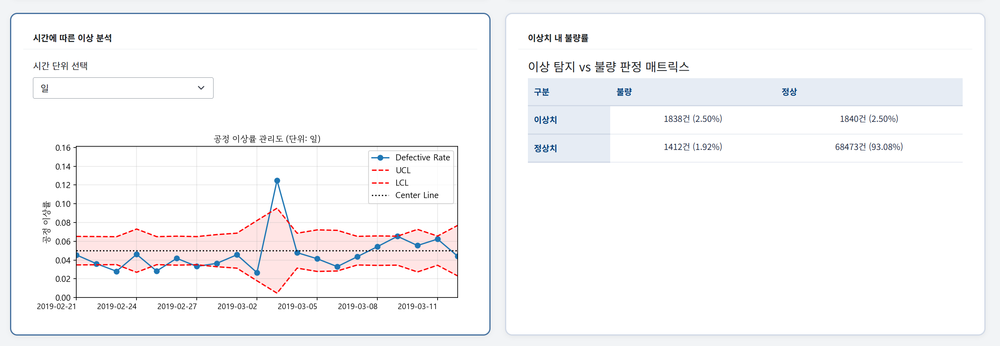 시간에 따른 이상 분석
시간 단위 선택
일
공정 이상률 관리도 (단위: 일)
공정 이상률
0.16
0.14
0.12
0.10
0.08
0.06
0.04
0.02
0.00
Defective Rate
UCL
LCL
Center Line
2019-02-21 2019-02-24 2019-02-27 2019-03-02 2019-03-05 2019-03-08 2019-03-11
이상치 내 불량률
이상 탐지 vs 불량 판정 매트릭스
구분 불량 정상
이상치 1838건 (2.50%) 1840건 (2.50%)
정상치 1412건 (1.92%) 68473건 (93.08%)